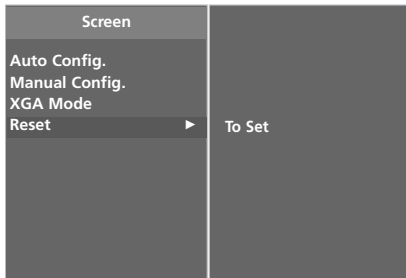 Screen
Auto Config.
Manual Config.
XGA Mode
Reset ►
To Set